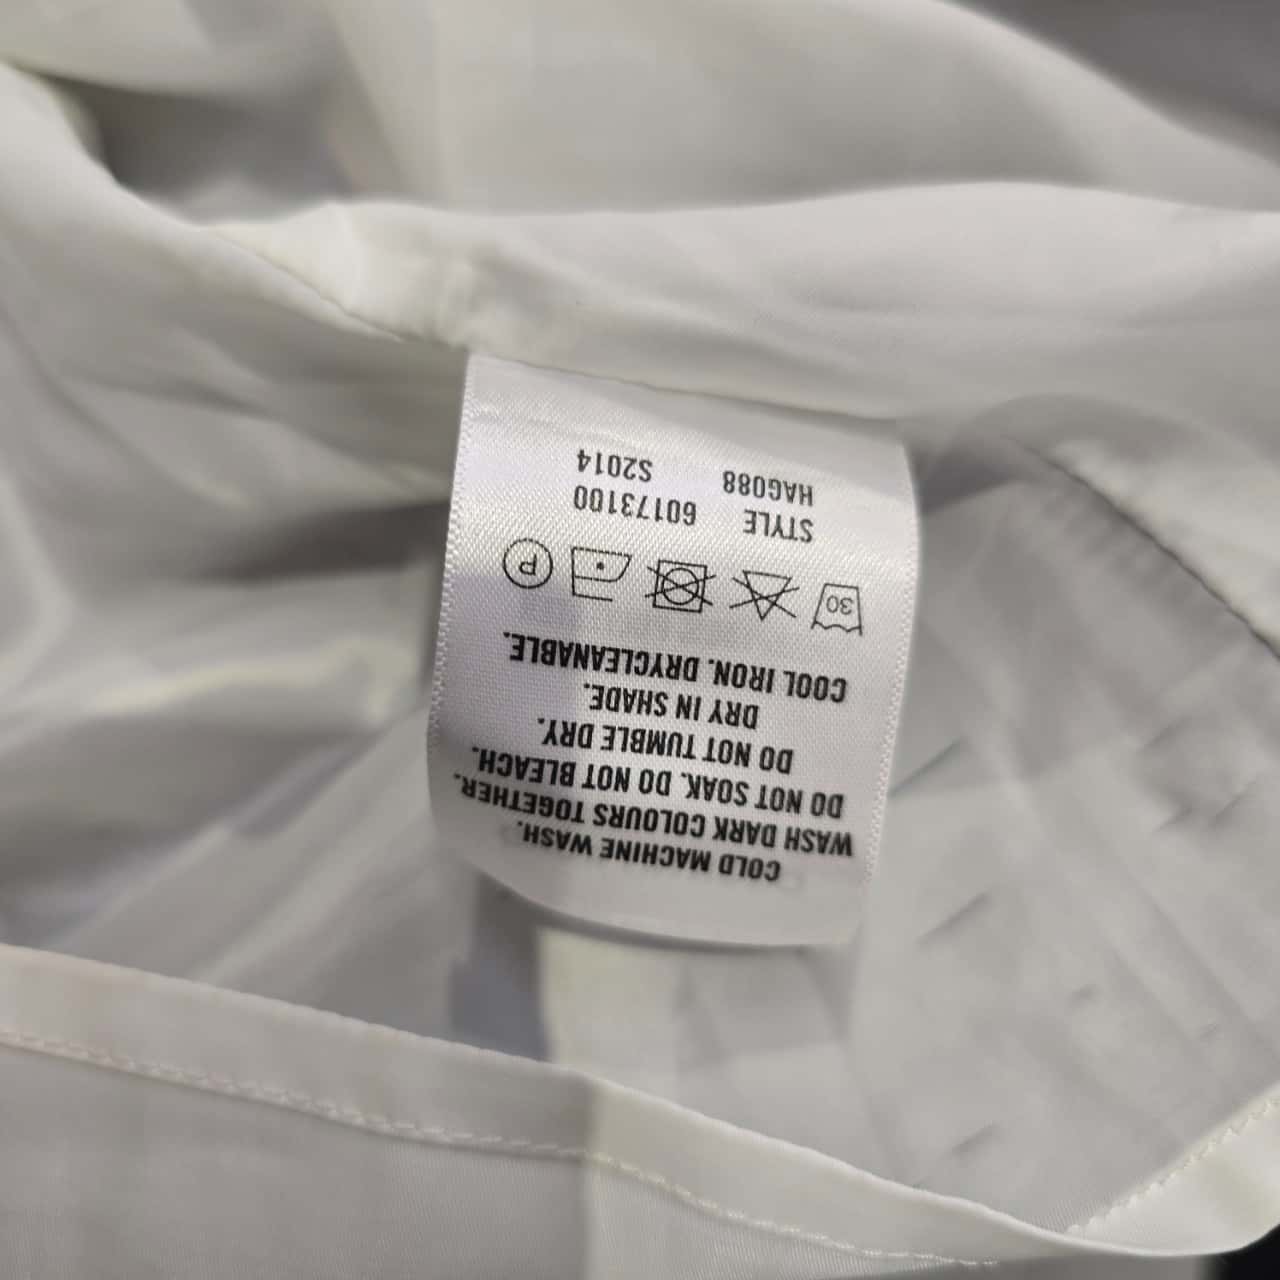 COLD MACHINE WASH.
WASH DARK COLOURS TOGETHER.
DO NOT SOAK. DO NOT BLEACH.
DO NOT TUMBLE DRY.
DRY IN SHADE.
COOL IRON. DRYCLEANABLE.
30 P
STYLE 60173100
HAG088 S2014